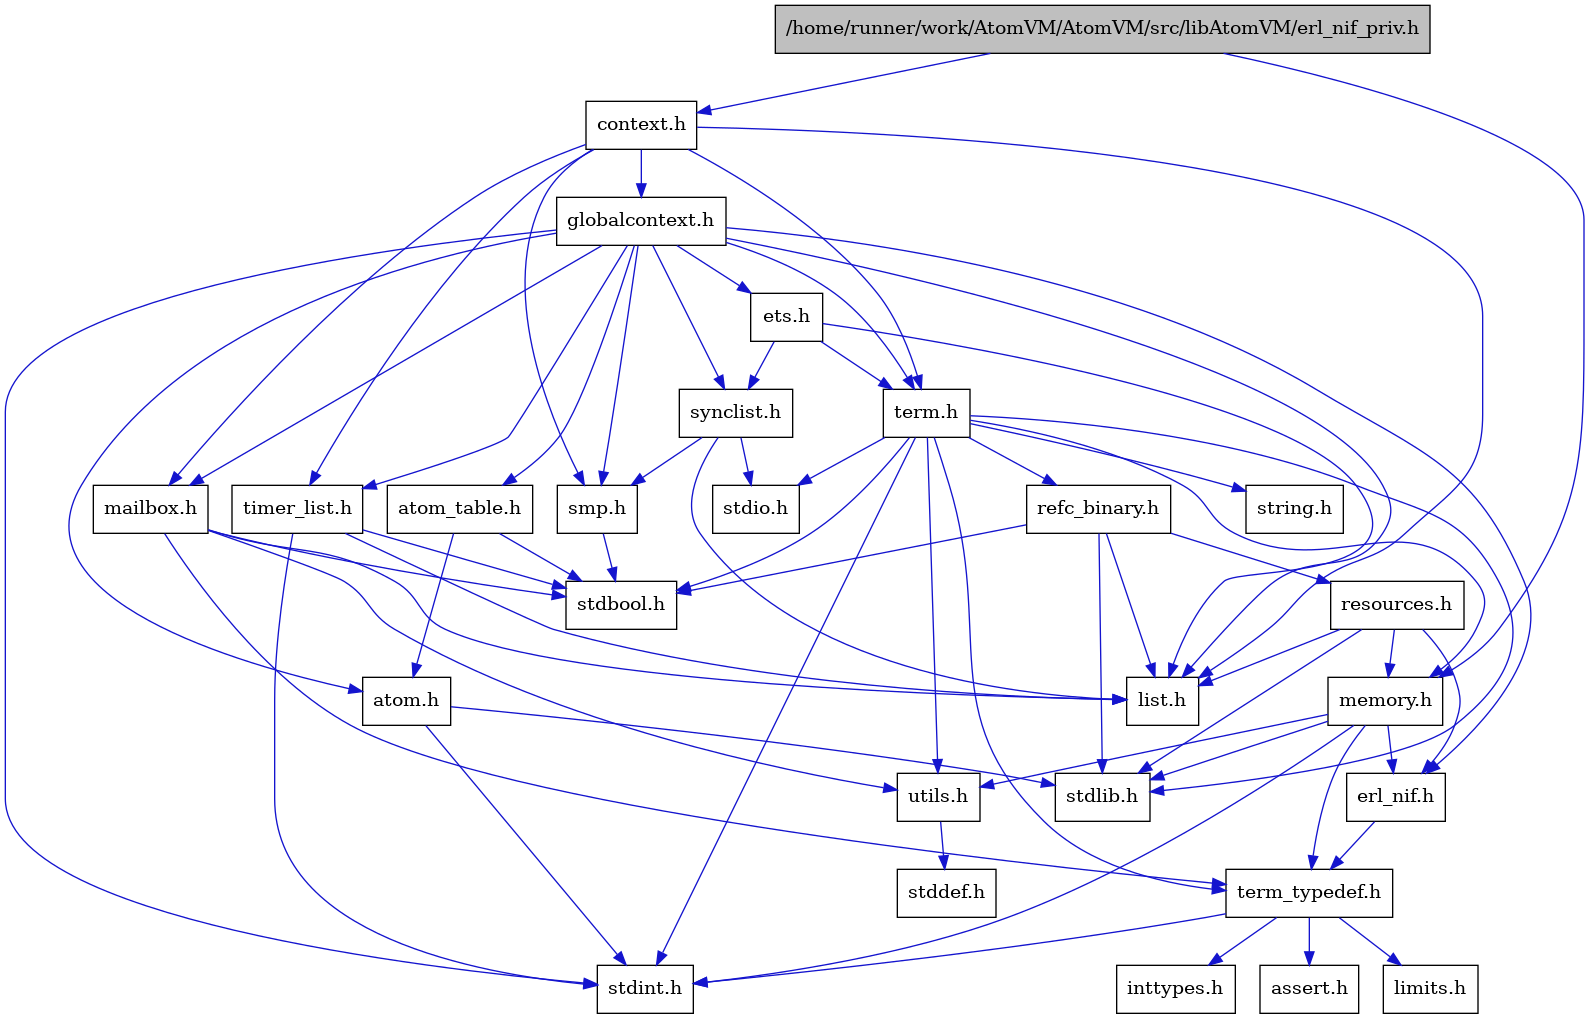 /home/runner/work/AtomVM/AtomVM/src/libAtomVM/erl_nif_priv.h
context.h
globalcontext.h
ets.h
synclist.h
term.h
mailbox.h
timer_list.h
atom_table.h
smp.h
stdio.h
refc_binary.h
string.h
stdbool.h
resources.h
atom.h
list.h
memory.h
utils.h
stdlib.h
erl_nif.h
stddef.h
term_typedef.h
stdint.h
inttypes.h
assert.h
limits.h